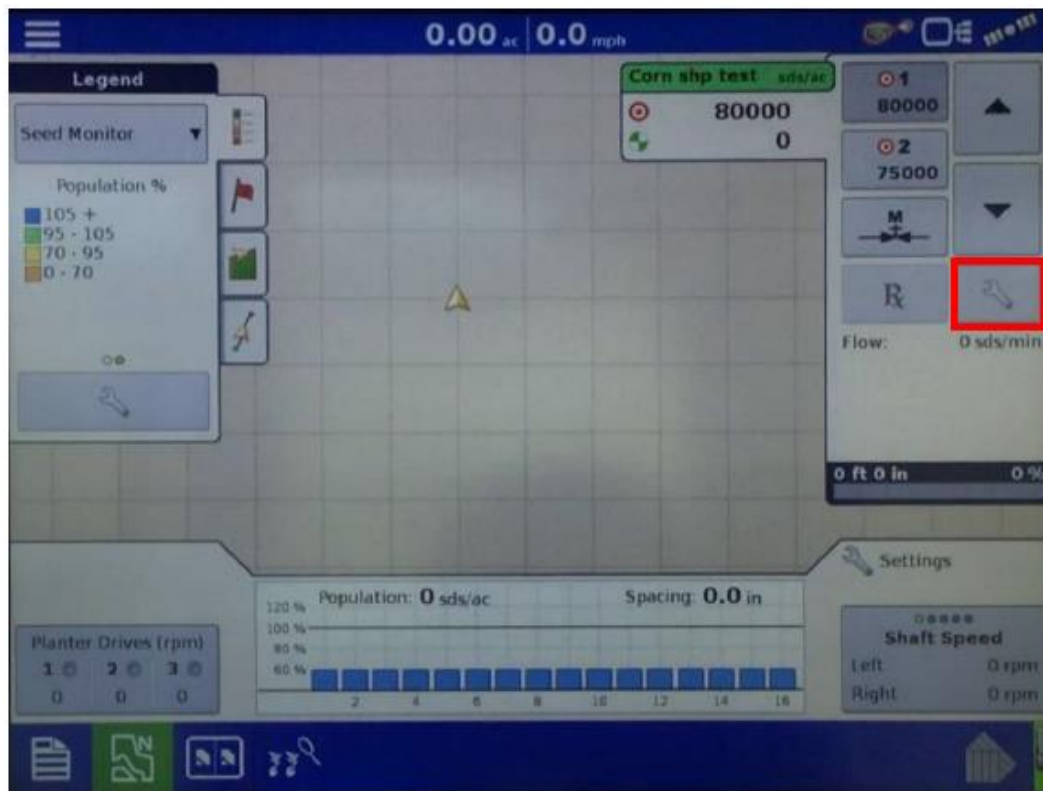 0.00 ac 0.0 mph
Legend
Seed Monitor
Population %
105 +
95 - 105
70 - 95
0 - 70
Corn shp test sds/ac
80000
0
1
80000
2
75000
M
Rx
Flow: 0 sds/min
0 ft 0 in 0 %
Settings
Population: 0 sds/ac Spacing: 0.0 in
120 %
100 %
80 %
60 %
2 4 6 8 10 12 14 16
Planter Drives (rpm)
1 2 3
0 0 0
Shaft Speed
Left 0 rpm
Right 0 rpm
N